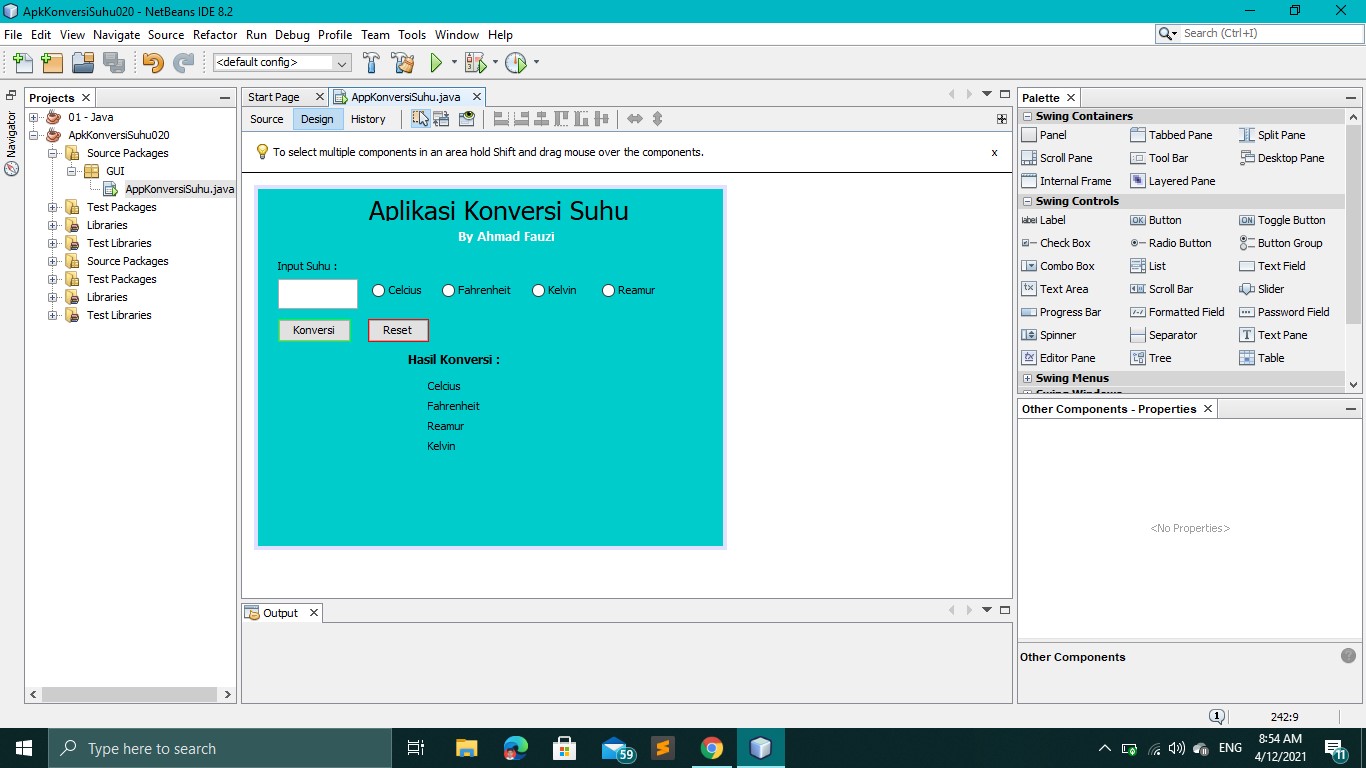 ApkKonversiSuhu020 - NetBeans IDE 8.2
File Edit View Navigate Source Refactor Run Debug Profile Team Tools Window Help
Search (Ctrl+I)
<default config>
Navigator
Projects
01 - Java
ApkKonversiSuhu020
Source Packages
GUI
AppKonversiSuhu.java
Test Packages
Libraries
Test Libraries
Source Packages
Test Packages
Libraries
Test Libraries
Start Page AppKonversiSuhu.java
Source Design History
To select multiple components in an area hold Shift and drag mouse over the components. x
Aplikasi Konversi Suhu
By Ahmad Fauzi
Input Suhu :
Celcius Fahrenheit Kelvin Reamur
Konversi Reset
Hasil Konversi :
Celcius
Fahrenheit
Reamur
Kelvin
Output
Palette
Swing Containers
Panel Tabbed Pane Split Pane
Scroll Pane Tool Bar Desktop Pane
Internal Frame Layered Pane
Swing Controls
label Label OK Button ON Toggle Button
Check Box Radio Button Button Group
Combo Box List Text Field
Text Area Scroll Bar Slider
Progress Bar Formatted Field Password Field
Spinner Separator Text Pane
Editor Pane Tree Table
Swing Menus
Swing Windows
Other Components - Properties
<No Properties>
Other Components
1 242:9
Type here to search
59
ENG
8:54 AM
4/12/2021
11